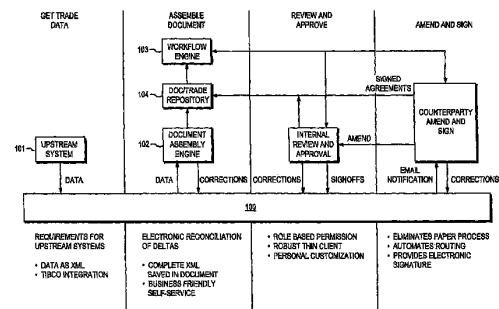 GET TRADE
DATA
ASSEMBLE
DOCUMENT
REVIEW AND
APPROVE
AMEND AND SIGN
103
WORKFLOW
ENGINE
104
DOC/TRADE
REPOSITORY
SIGNED
AGREEMENTS
COUNTERPARTY
AMEND AND
SIGN
101
UPSTREAM
SYSTEM
102
DOCUMENT
ASSEMBLY
ENGINE
INTERNAL
REVIEW AND
APPROVAL
AMEND
EMAIL
NOTIFICATION
DATA
DATA
CORRECTIONS
CORRECTIONS
SIGNOFFS
CORRECTIONS
100
REQUIREMENTS FOR
UPSTREAM SYSTEMS
• DATA AS XML
• TIBCO INTEGRATION
ELECTRONIC RECONCILIATION
OF DELTAS
• COMPLETE XML
SAVED IN DOCUMENT
• BUSINESS FRIENDLY
SELF-SERVICE
• ROLE BASED PERMISSION
• ROBUST THIN CLIENT
• PERSONAL CUSTOMIZATION
• ELIMINATES PAPER PROCESS
• AUTOMATES ROUTING
• PROVIDES ELECTRONIC
SIGNATURE